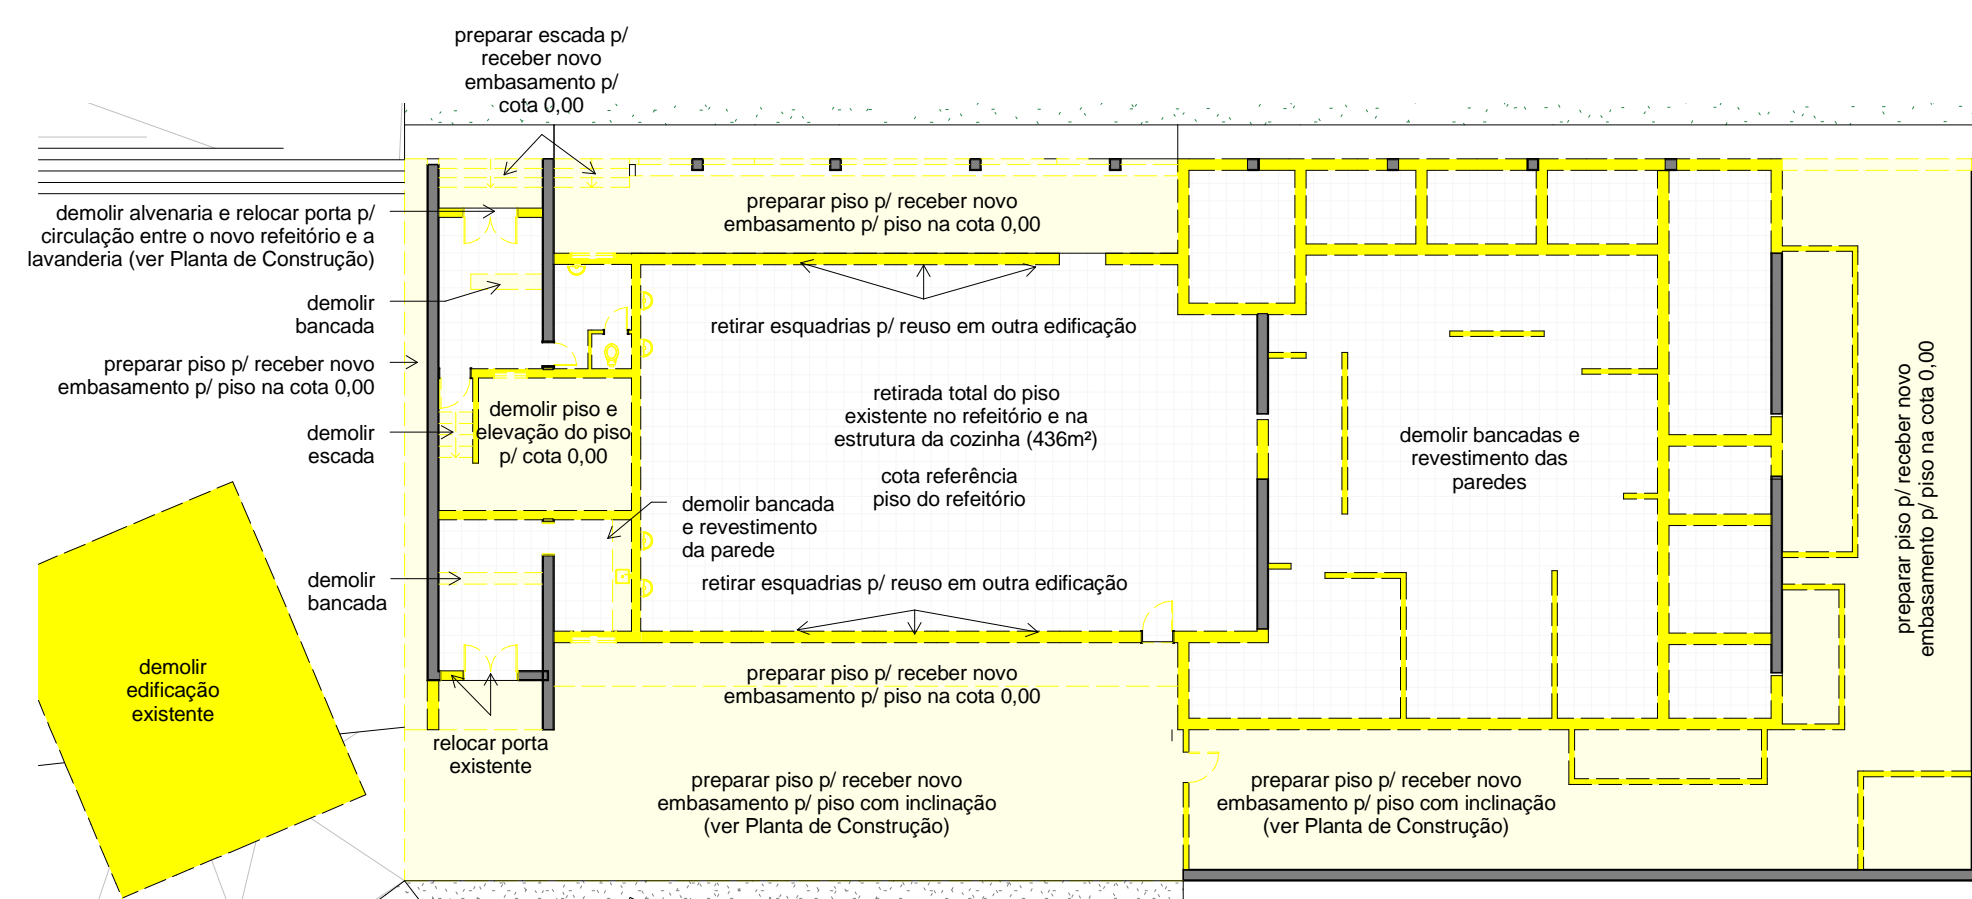 preparar escada p/
receber novo
embasamento p/
cota 0,00
demolir alvenaria e relocar porta p/
circulação entre o novo refeitório e a
lavanderia (ver Planta de Construção)
preparar piso p/ receber novo
embasamento p/ piso na cota 0,00
demolir
bancada
retirar esquadrias p/ reuso em outra edificação
preparar piso p/ receber novo
embasamento p/ piso na cota 0,00
retirada total do piso
existente no refeitório e na
estrutura da cozinha (436m²)
demolir piso e
elevação do piso
p/ cota 0,00
demolir
escada
demolir bancadas e
revestimento das
paredes
preparar piso p/ receber novo
embasamento p/ piso na cota 0,00
cota referência
piso do refeitório
demolir bancada
e revestimento
da parede
demolir
bancada
retirar esquadrias p/ reuso em outra edificação
demolir
edificação
existente
preparar piso p/ receber novo
embasamento p/ piso na cota 0,00
relocar porta
existente
preparar piso p/ receber novo
embasamento p/ piso com inclinação
(ver Planta de Construção)
preparar piso p/ receber novo
embasamento p/ piso com inclinação
(ver Planta de Construção)